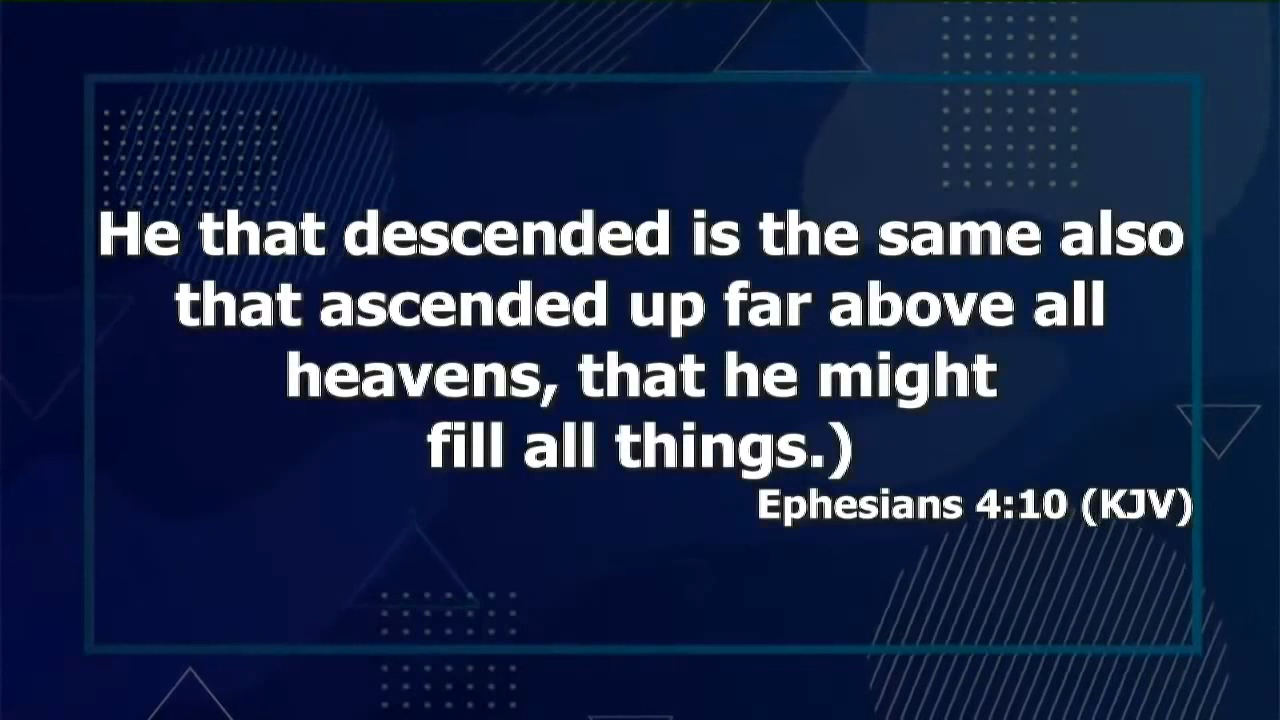 He that descended is the same also
that ascended up far above all
heavens, that he might
fill all things.)
Ephesians 4:10 (KJV)